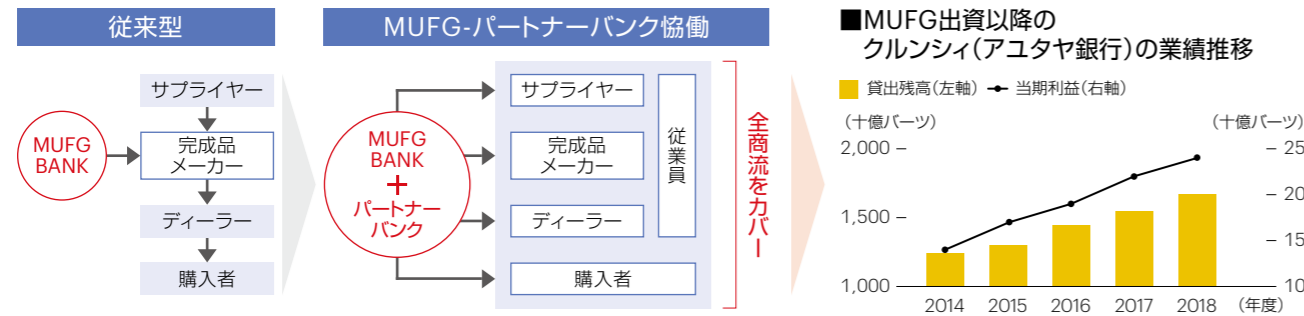 従来型
サプライヤー
MUFG
BANK
完成品
メーカー
ディーラー
購入者
MUFG-パートナーバンク協働
MUFG
BANK
+
パートナー
バンク
サプライヤー
完成品
メーカー
ディーラー
購入者
従業員
全商流をカバー
■MUFG出資以降の
クルンシィ(アユタヤ銀行)の業績推移
貸出残高(左軸) 当期利益(右軸)
(十億バーツ) (十億バーツ)
2,000 25
20
1,500
15
1,000 10
2014 2015 2016 2017 2018 (年度)